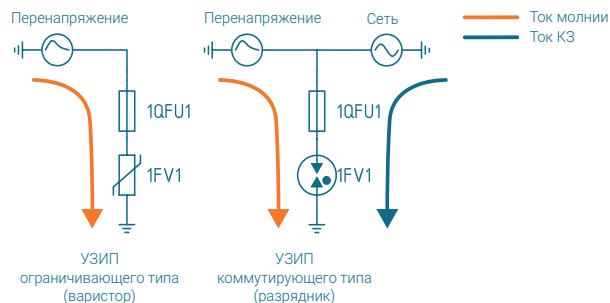 Перенапряжение
Перенапряжение
Сеть
Ток молнии
Ток КЗ
1QFU1
1QFU1
1FV1
1FV1
УЗИП
ограничивающего типа
(варистор)
УЗИП
коммутирующего типа
(разрядник)